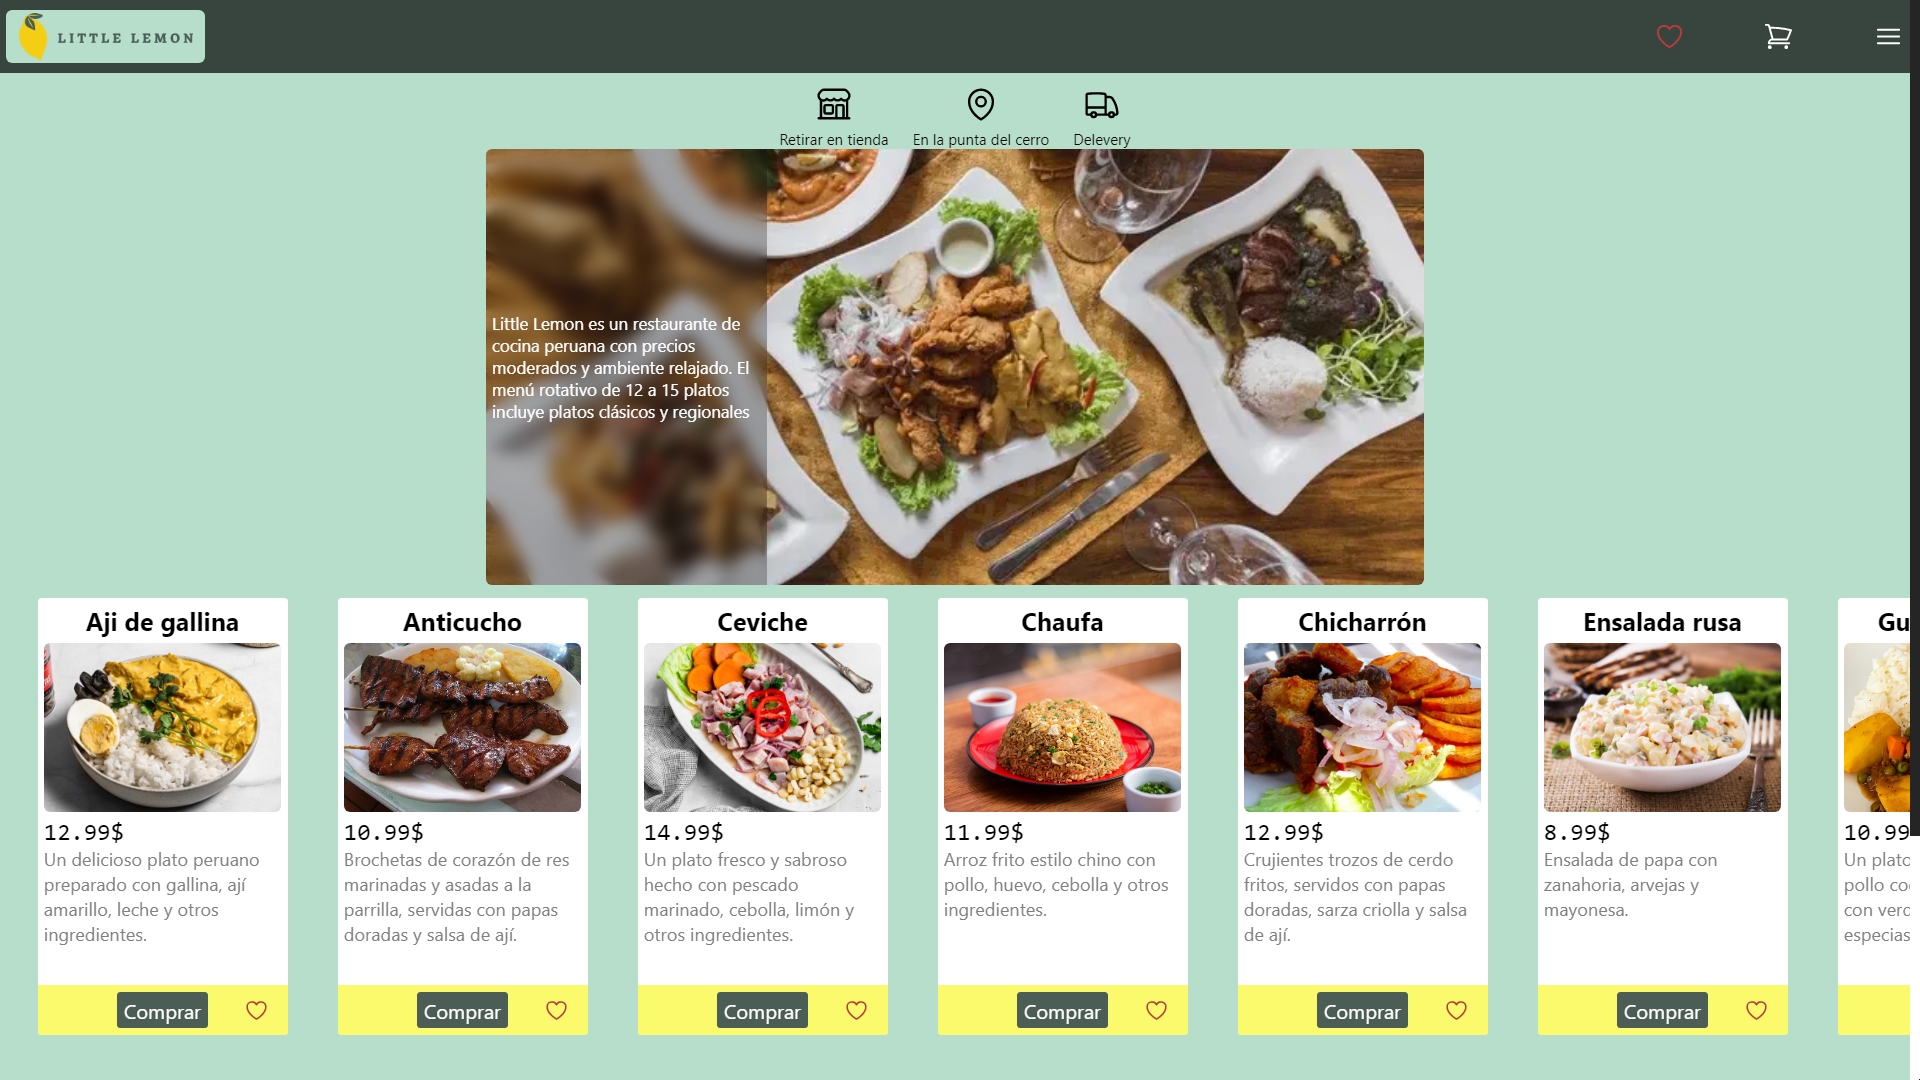 LITTLE LEMON
Retirar en tienda
En la punta del cerro
Delevery
Little Lemon es un restaurante de
cocina peruana con precios
moderados y ambiente relajado. El
menú rotativo de 12 a 15 platos
incluye platos clásicos y regionales
Aji de gallina
12.99$
Un delicioso plato peruano
preparado con gallina, ají
amarillo, leche y otros
ingredientes.
Comprar
Anticucho
10.99$
Brochetas de corazón de res
marinadas y asadas a la
parrilla, servidas con papas
doradas y salsa de ají.
Comprar
Ceviche
14.99$
Un plato fresco y sabroso
hecho con pescado
marinado, cebolla, limón y
otros ingredientes.
Comprar
Chaufa
11.99$
Arroz frito estilo chino con
pollo, huevo, cebolla y otros
ingredientes.
Comprar
Chicharrón
12.99$
Crujientes trozos de cerdo
fritos, servidos con papas
doradas, sarza criolla y salsa
de ají.
Comprar
Ensalada rusa
8.99$
Ensalada de papa con
zanahoria, arvejas y
mayonesa.
Comprar
Gu
10.99
Un plato
pollo co
con verd
especias